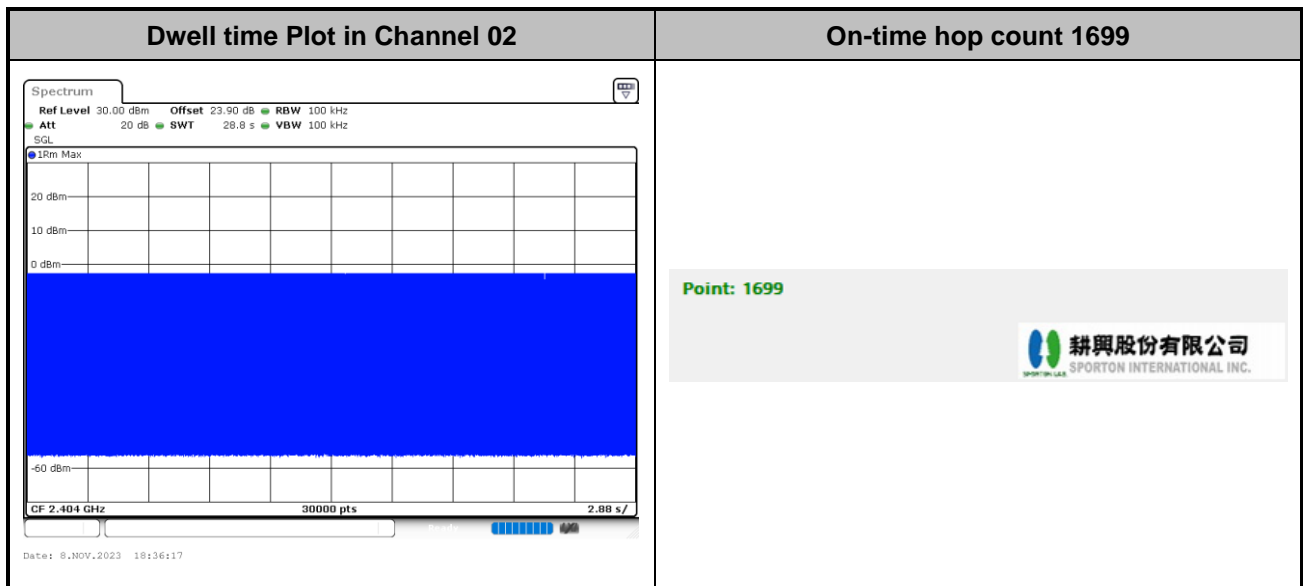 Dwell time Plot in Channel 02
On-time hop count 1699
Spectrum
Ref Level 30.00 dBm Offset 23.90 dB RBW 100 kHz
Att 20 dB SWT 28.8 s VBW 100 kHz
SGL
1Rm Max
20 dBm
10 dBm
0 dBm
-60 dBm
CF 2.404 GHz 30000 pts 2.88 s/
Date: 8.NOV.2023 18:36:17
Point: 1699
耕興股份有限公司
SPORTON LAB. SPORTON INTERNATIONAL INC.